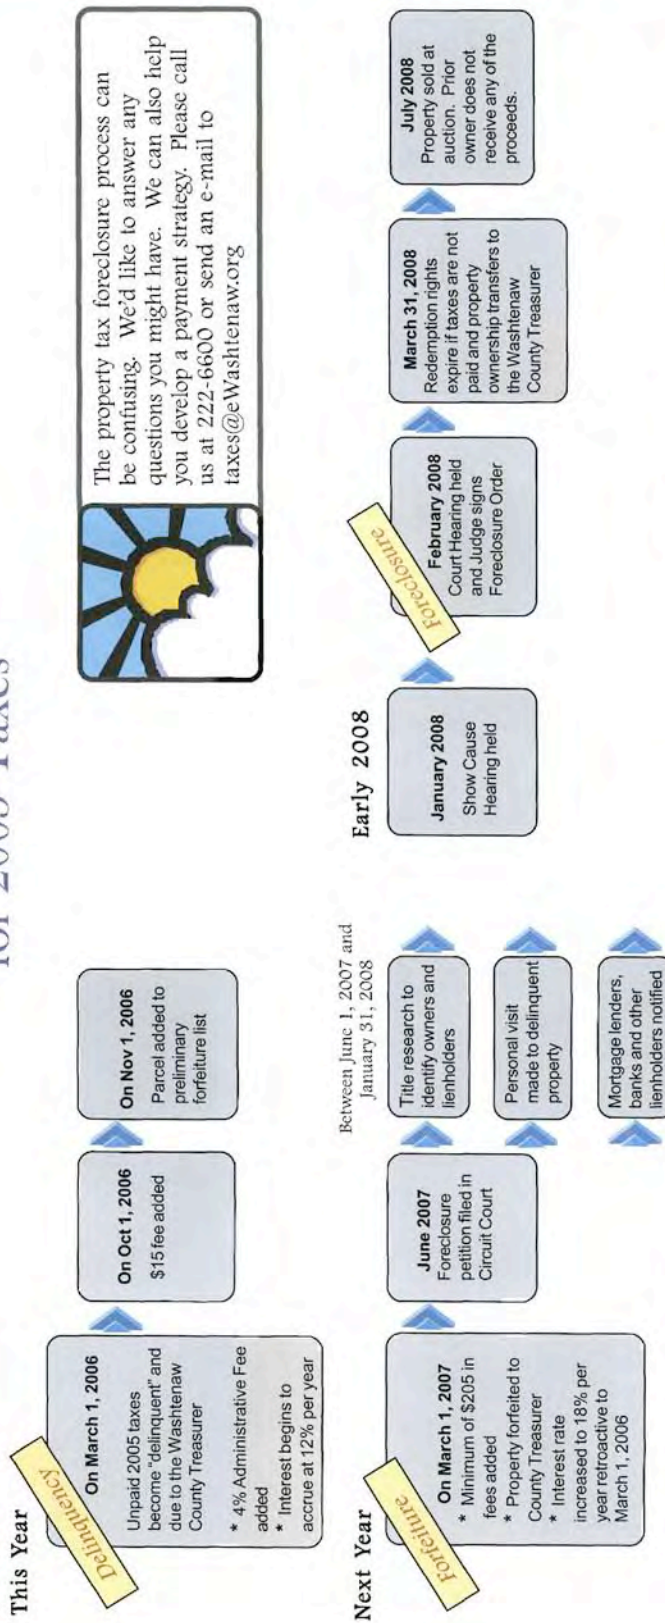 for 2005 Taxes
This Year
Delinquency
On March 1, 2006
Unpaid 2005 taxes
become "delinquent" and
due to the Washtenaw
County Treasurer
* 4% Administrative Fee
added
* Interest begins to
accrue at 12% per year
On Oct 1, 2006
$15 fee added
On Nov 1, 2006
Parcel added to
preliminary
forfeiture list
The property tax foreclosure process can
be confusing. We'd like to answer any
questions you might have. We can also help
you develop a payment strategy. Please call
us at 222-6600 or send an e-mail to
taxes@eWashtenaw.org
Next Year
Forfeiture
On March 1, 2007
* Minimum of $205 in
fees added
* Property forfeited to
County Treasurer
* Interest rate
increased to 18% per
year retroactive to
March 1, 2006
June 2007
Foreclosure
petition filed in
Circuit Court
Between June 1, 2007 and
January 31, 2008
Title research to
identify owners and
lienholders
Personal visit
made to delinquent
property
Mortgage lenders,
banks and other
lienholders notified
Early 2008
January 2008
Show Cause
Hearing held
Foreclosure
February 2008
Court Hearing held
and Judge signs
Foreclosure Order
March 31, 2008
Redemption rights
expire if taxes are not
paid and property
ownership transfers to
the Washtenaw
County Treasurer
July 2008
Property sold at
auction. Prior
owner does not
receive any of the
proceeds.